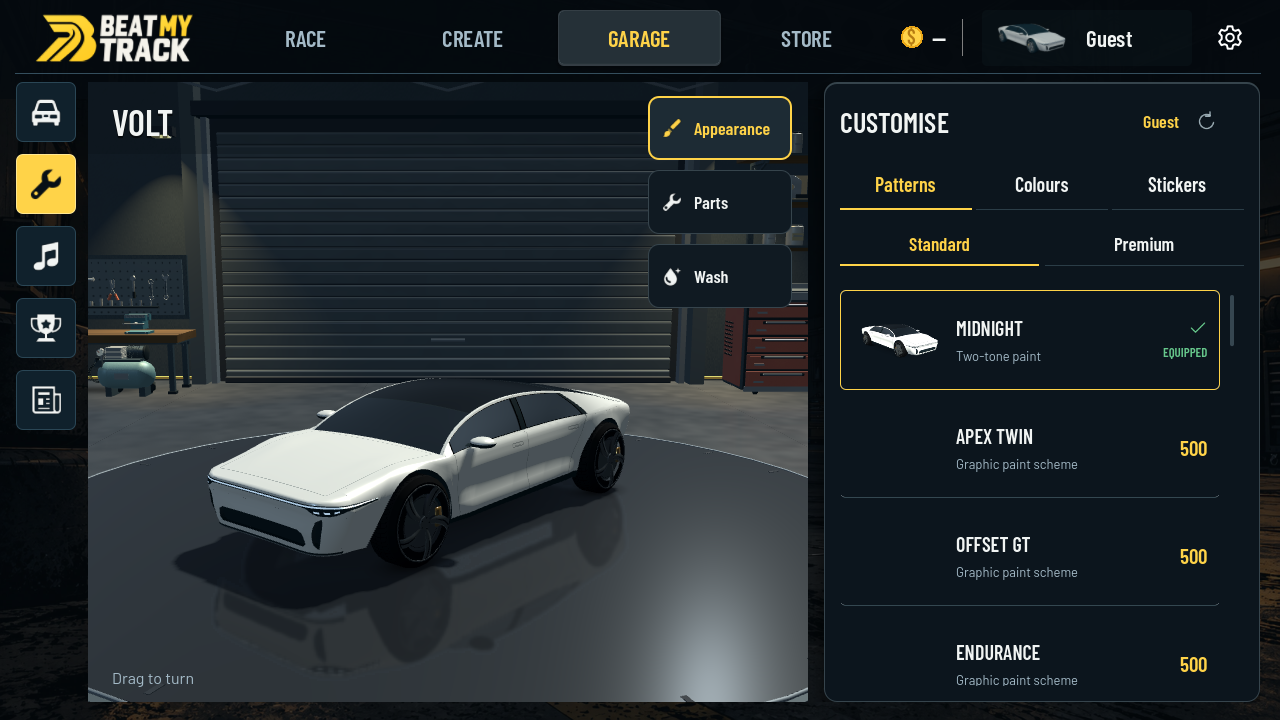 BEATMY
TRACK
RACE
CREATE
GARAGE
STORE
–
Guest
VOLT
Appearance
Parts
Wash
Drag to turn
CUSTOMISE
Guest
Patterns
Colours
Stickers
Standard
Premium
MIDNIGHT
Two-tone paint
EQUIPPED
APEX TWIN
Graphic paint scheme
500
OFFSET GT
Graphic paint scheme
500
ENDURANCE
Graphic paint scheme
500